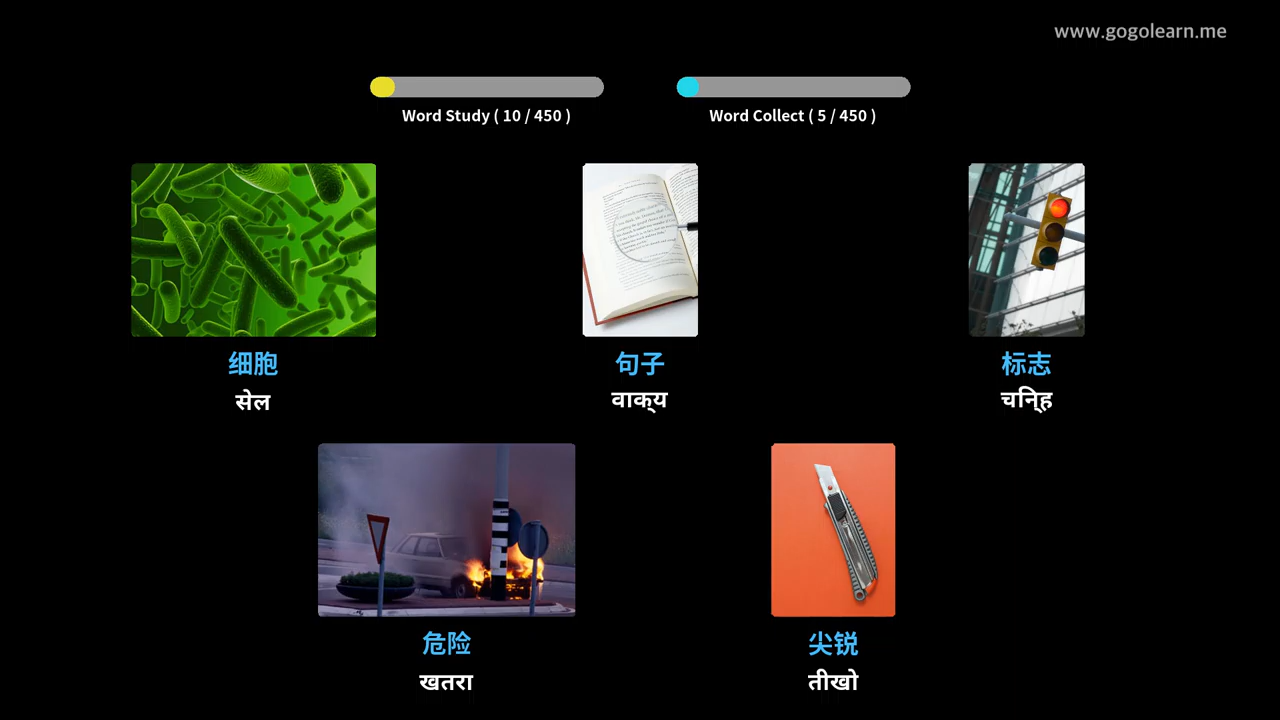 www.gogolearn.me
Word Study ( 10 / 450 )
Word Collect ( 5 / 450 )
细胞
सेल
句子
वाक्य
标志
चिन्ह
危险
खतरा
尖锐
तीखो